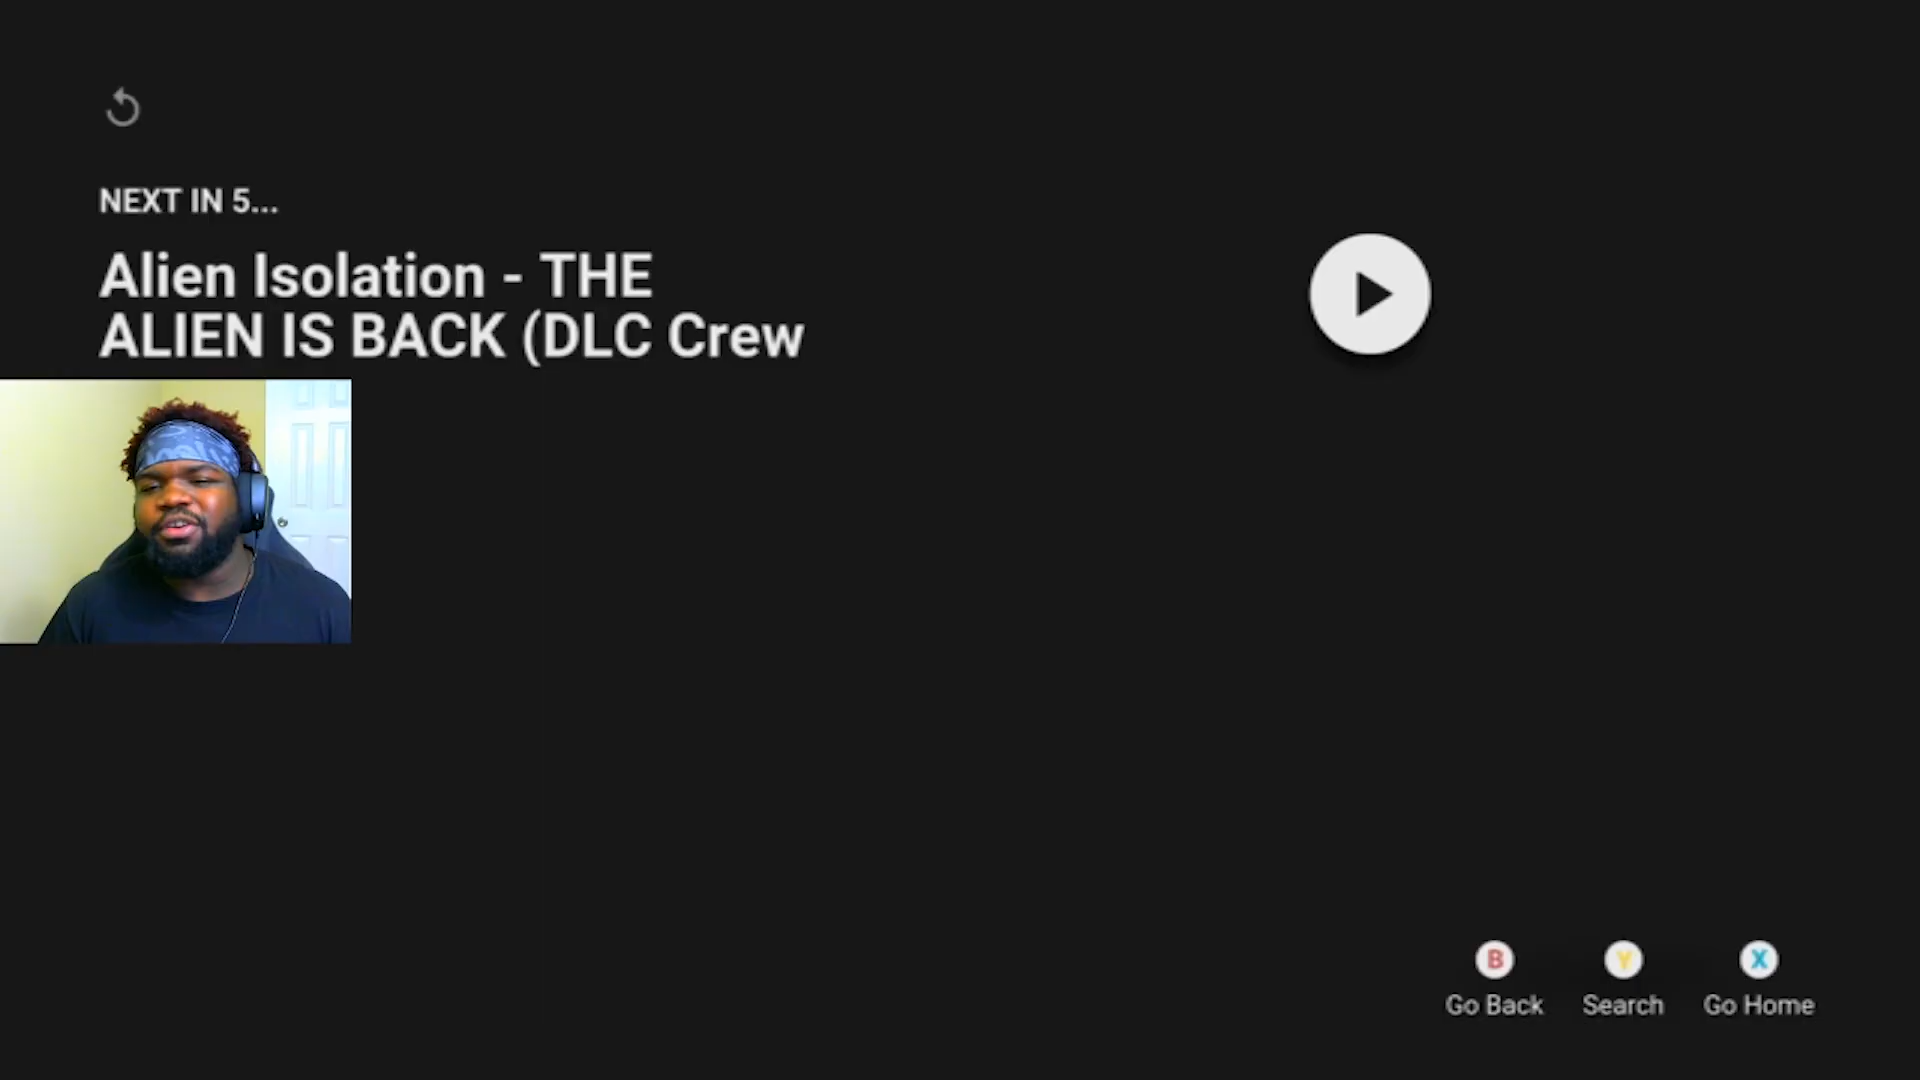 NEXT IN 5...
Alien Isolation - THE
ALIEN IS BACK (DLC Crew
B Y X
Go Back Search Go Home